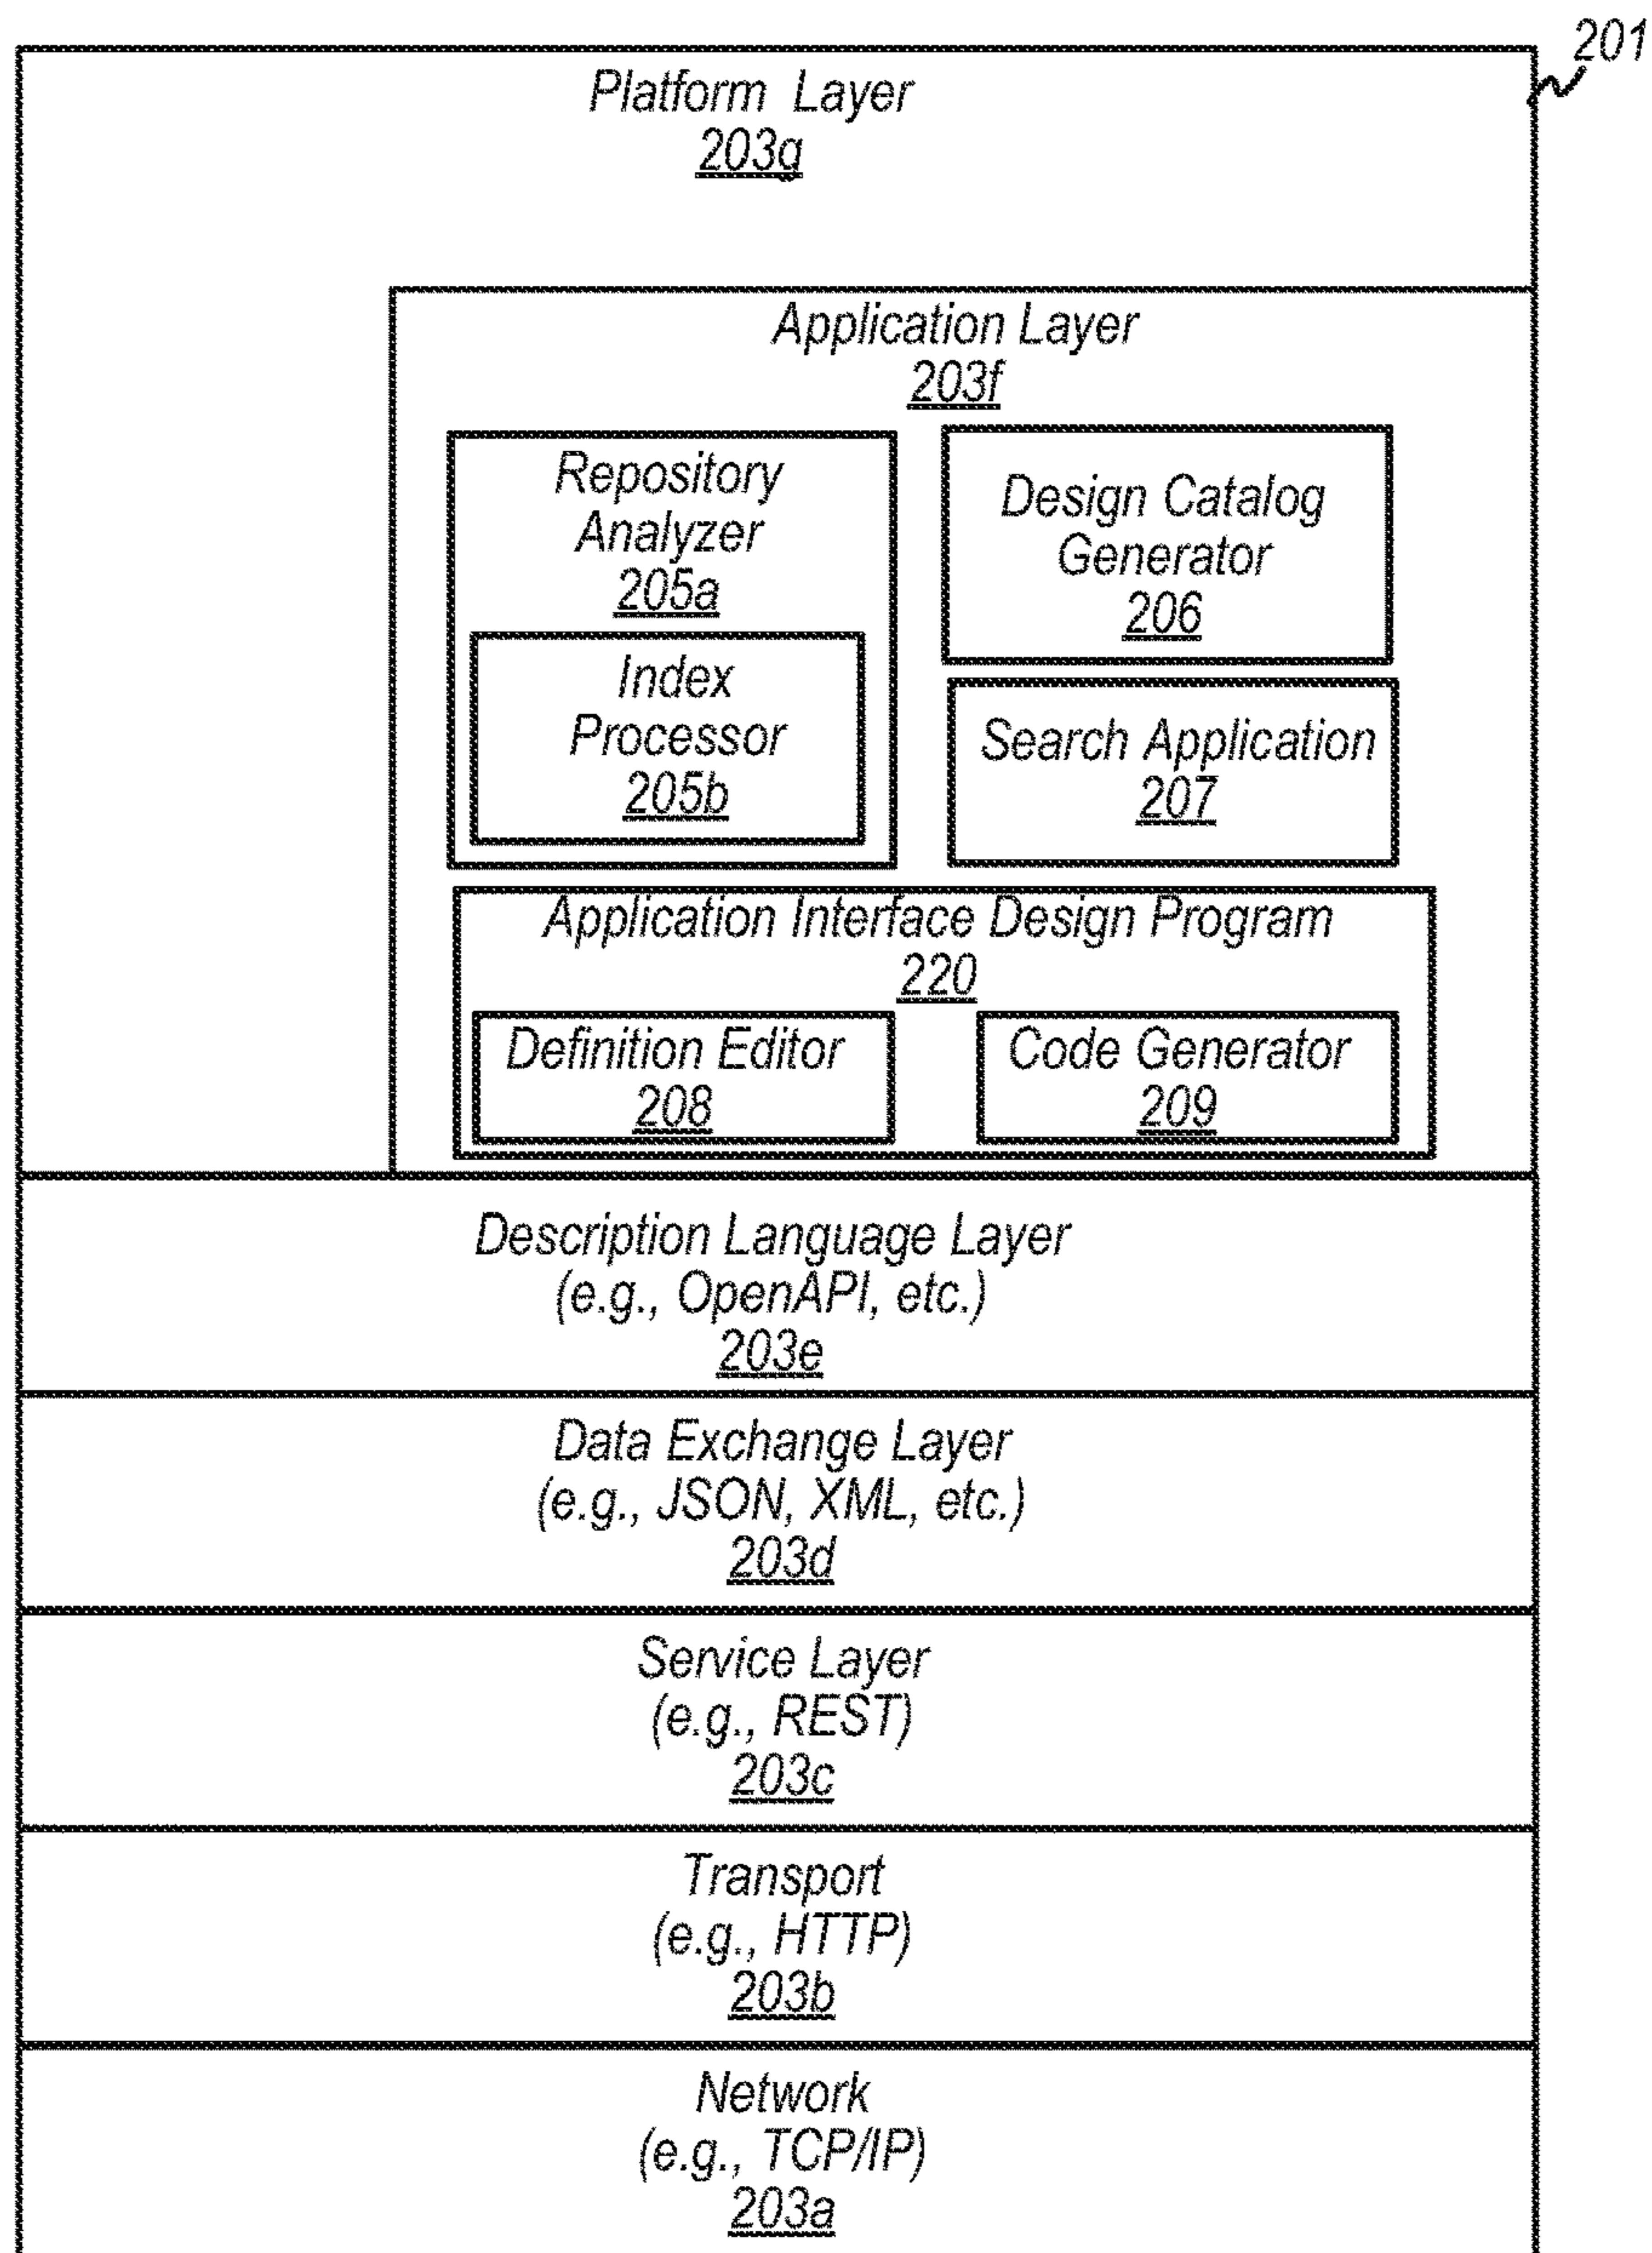 201
Platform Layer
203g
Application Layer
203f
Repository
Analyzer
205a
Index
Processor
205b
Design Catalog
Generator
206
Search Application
207
Application Interface Design Program
220
Definition Editor
208
Code Generator
209
Description Language Layer
(e.g., OpenAPI, etc.)
203e
Data Exchange Layer
(e.g., JSON, XML, etc.)
203d
Service Layer
(e.g., REST)
203c
Transport
(e.g., HTTP)
203b
Network
(e.g., TCP/IP)
203a